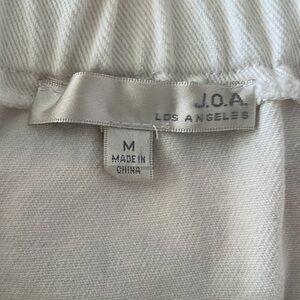 J.O.A.
LOS ANGELES
M
MADE IN
CHINA